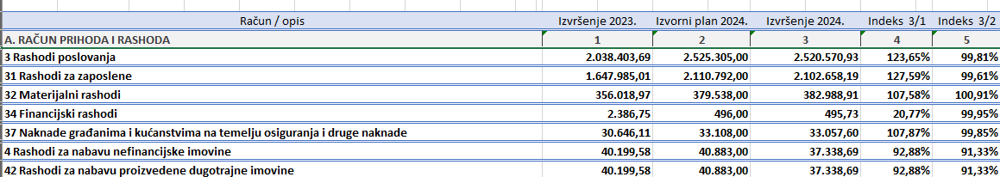 Račun / opis Izvršenje 2023. Izvorni plan 2024. Izvršenje 2024. Indeks 3/1 Indeks 3/2
A. RAČUN PRIHODA I RASHODA 1 2 3 4 5
3 Rashodi poslovanja 2.038.403,69 2.525.305,00 2.520.570,93 123,65% 99,81%
31 Rashodi za zaposlene 1.647.985,01 2.110.792,00 2.102.658,19 127,59% 99,61%
32 Materijalni rashodi 356.018,97 379.538,00 382.988,91 107,58% 100,91%
34 Financijski rashodi 2.386,75 496,00 495,73 20,77% 99,95%
37 Naknade građanima i kućanstvima na temelju osiguranja i druge naknade 30.646,11 33.108,00 33.057,60 107,87% 99,85%
4 Rashodi za nabavu nefinancijske imovine 40.199,58 40.883,00 37.338,69 92,88% 91,33%
42 Rashodi za nabavu proizvedene dugotrajne imovine 40.199,58 40.883,00 37.338,69 92,88% 91,33%